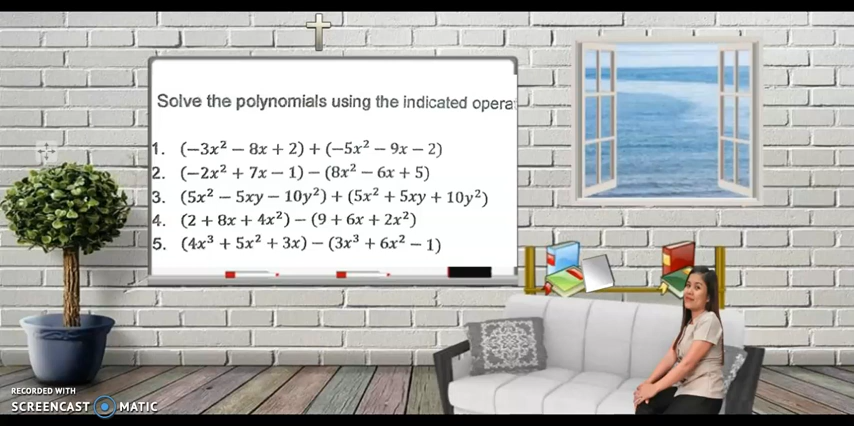 Solve the polynomials using the indicated opera
1. (−3x² − 8x + 2) + (−5x² − 9x − 2)
2. (−2x² + 7x − 1) − (8x² − 6x + 5)
3. (5x² − 5xy − 10y²) + (5x² + 5xy + 10y²)
4. (2 + 8x + 4x²) − (9 + 6x + 2x²)
5. (4x³ + 5x² + 3x) − (3x³ + 6x² − 1)
RECORDED WITH
SCREENCAST MATIC